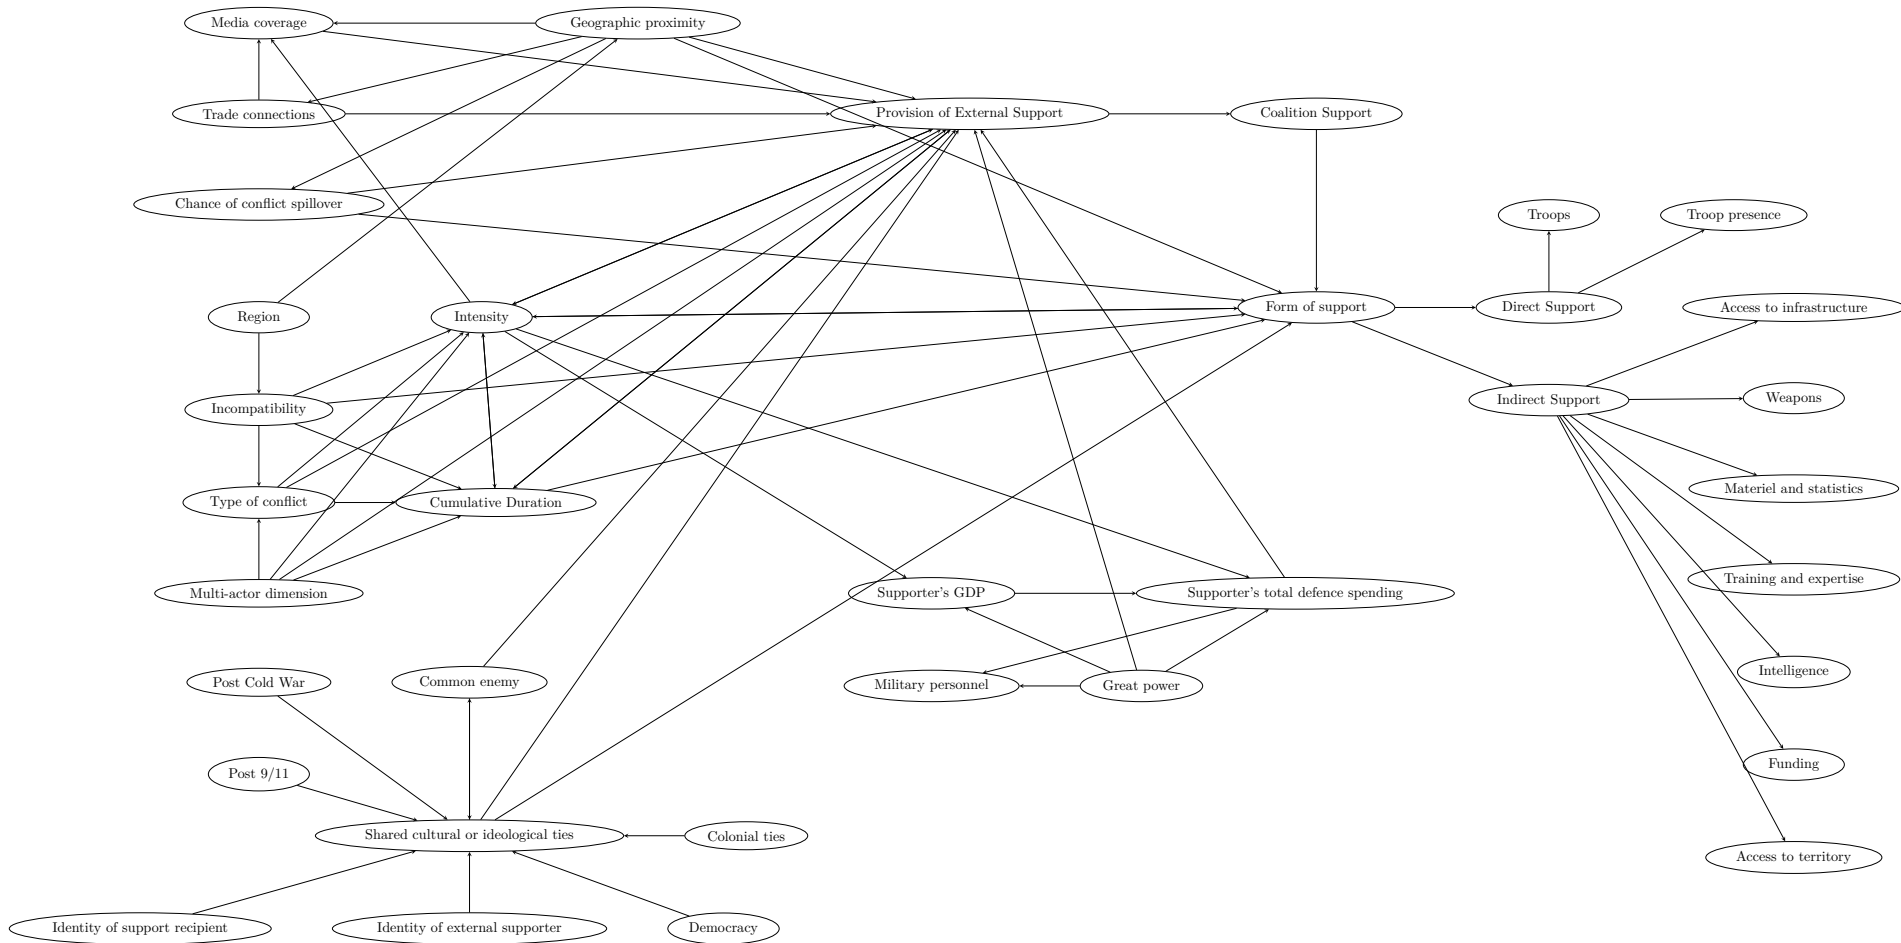 Media coverage
Geographic proximity
Trade connections
Provision of External Support
Coalition Support
Chance of conflict spillover
Troops
Troop presence
Region
Intensity
Form of support
Direct Support
Access to infrastructure
Incompatibility
Indirect Support
Weapons
Type of conflict
Cumulative Duration
Materiel and statistics
Multi-actor dimension
Supporter's GDP
Supporter's total defence spending
Training and expertise
Post Cold War
Common enemy
Military personnel
Great power
Intelligence
Post 9/11
Funding
Shared cultural or ideological ties
Colonial ties
Access to territory
Identity of support recipient
Identity of external supporter
Democracy